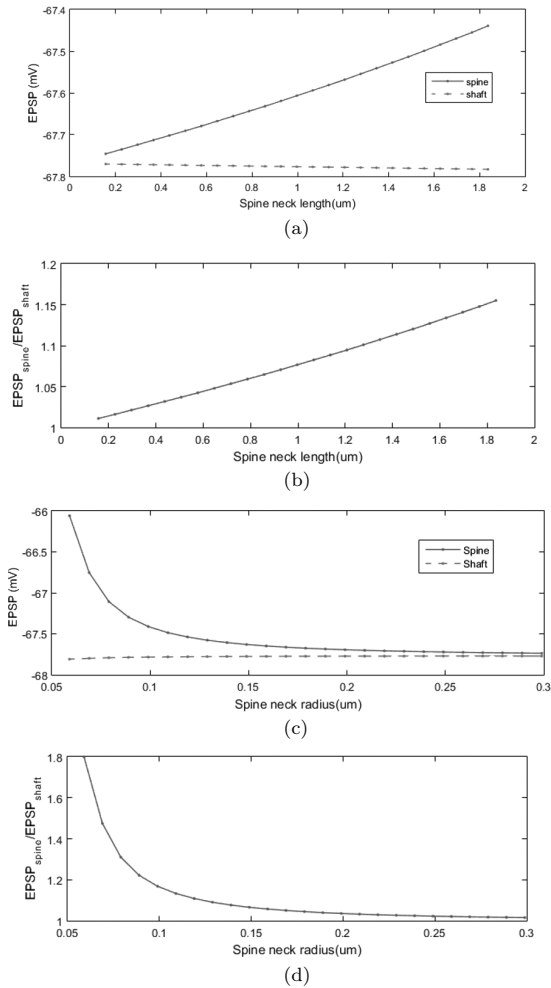 -67.4
-67.5
-67.6
-67.7
-67.8
EPSP (mV)
spine
shaft
0 0.2 0.4 0.6 0.8 1 1.2 1.4 1.6 1.8 2
Spine neck length(um)
(a)
1.2
1.15
1.1
1.05
1
EPSPspine/EPSPshaft
0 0.2 0.4 0.6 0.8 1 1.2 1.4 1.6 1.8 2
Spine neck length(um)
(b)
-66
-66.5
-67
-67.5
-68
EPSP (mV)
Spine
Shaft
0.05 0.1 0.15 0.2 0.25 0.3
Spine neck radius(um)
(c)
1.8
1.6
1.4
1.2
1
EPSPspine/EPSPshaft
0.05 0.1 0.15 0.2 0.25 0.3
Spine neck radius(um)
(d)